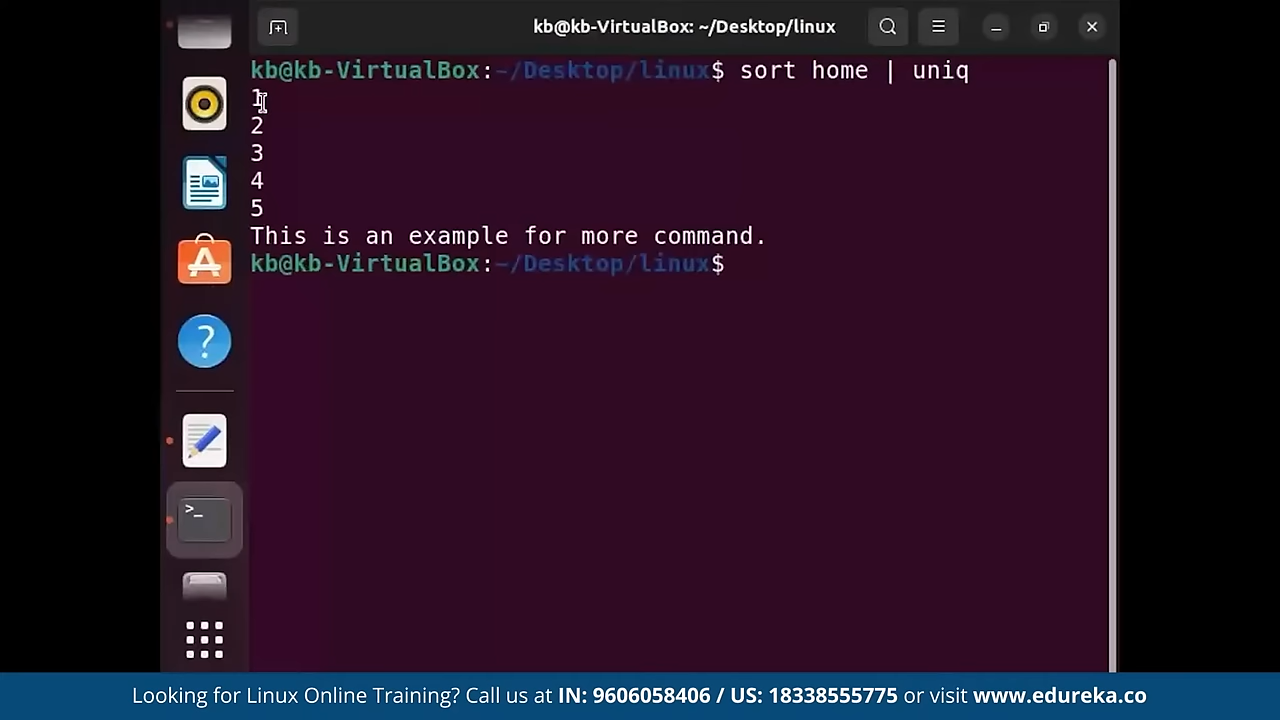 kb@kb-VirtualBox: ~/Desktop/linux
kb@kb-VirtualBox:~/Desktop/linux$ sort home | uniq
1
2
3
4
5
This is an example for more command.
kb@kb-VirtualBox:~/Desktop/linux$
Looking for Linux Online Training? Call us at IN: 9606058406 / US: 18338555775 or visit www.edureka.co